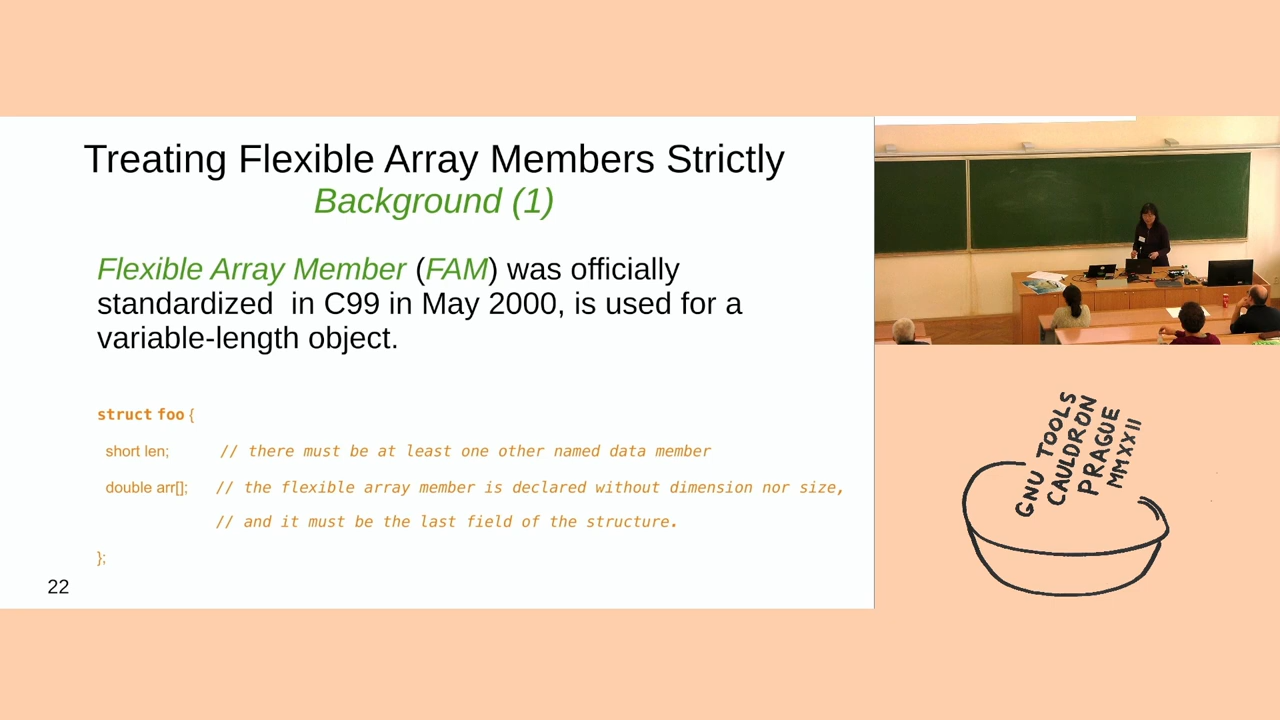 Treating Flexible Array Members Strictly
Background (1)
Flexible Array Member (FAM) was officially
standardized in C99 in May 2000, is used for a
variable-length object.
struct foo {
short len; // there must be at least one other named data member
double arr[]; // the flexible array member is declared without dimension nor size,
// and it must be the last field of the structure.
};
22
GNU TOOLS
CAULDRON
PRAGUE
MMXXII